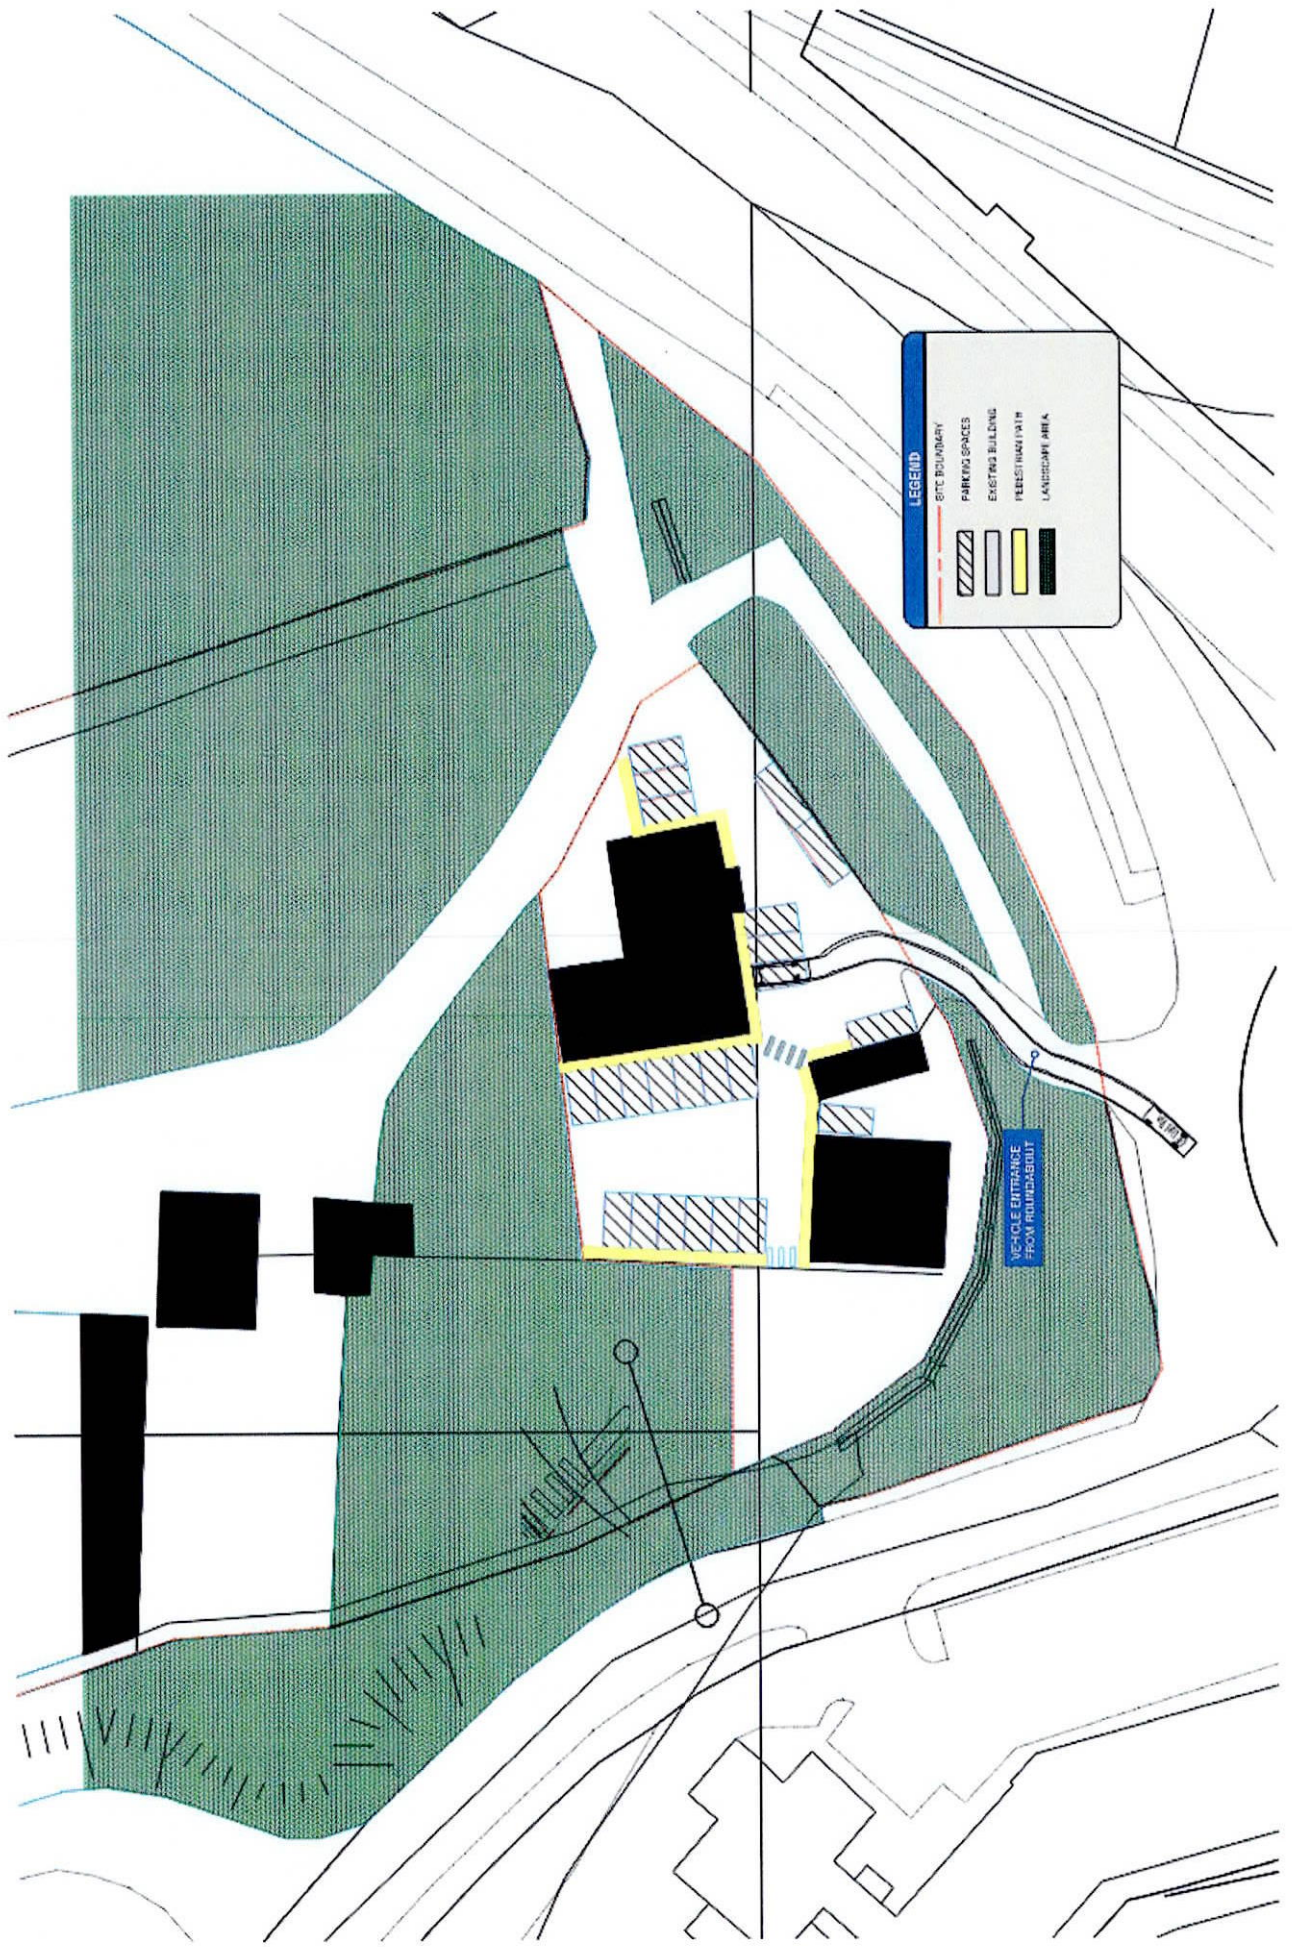 LEGEND
SITE BOUNDARY
PARKING SPACES
EXISTING BUILDING
PEDESTRIAN PATH
LANDSCAPE AREA
VEHICLE ENTRANCE
FROM ROUNDABOUT